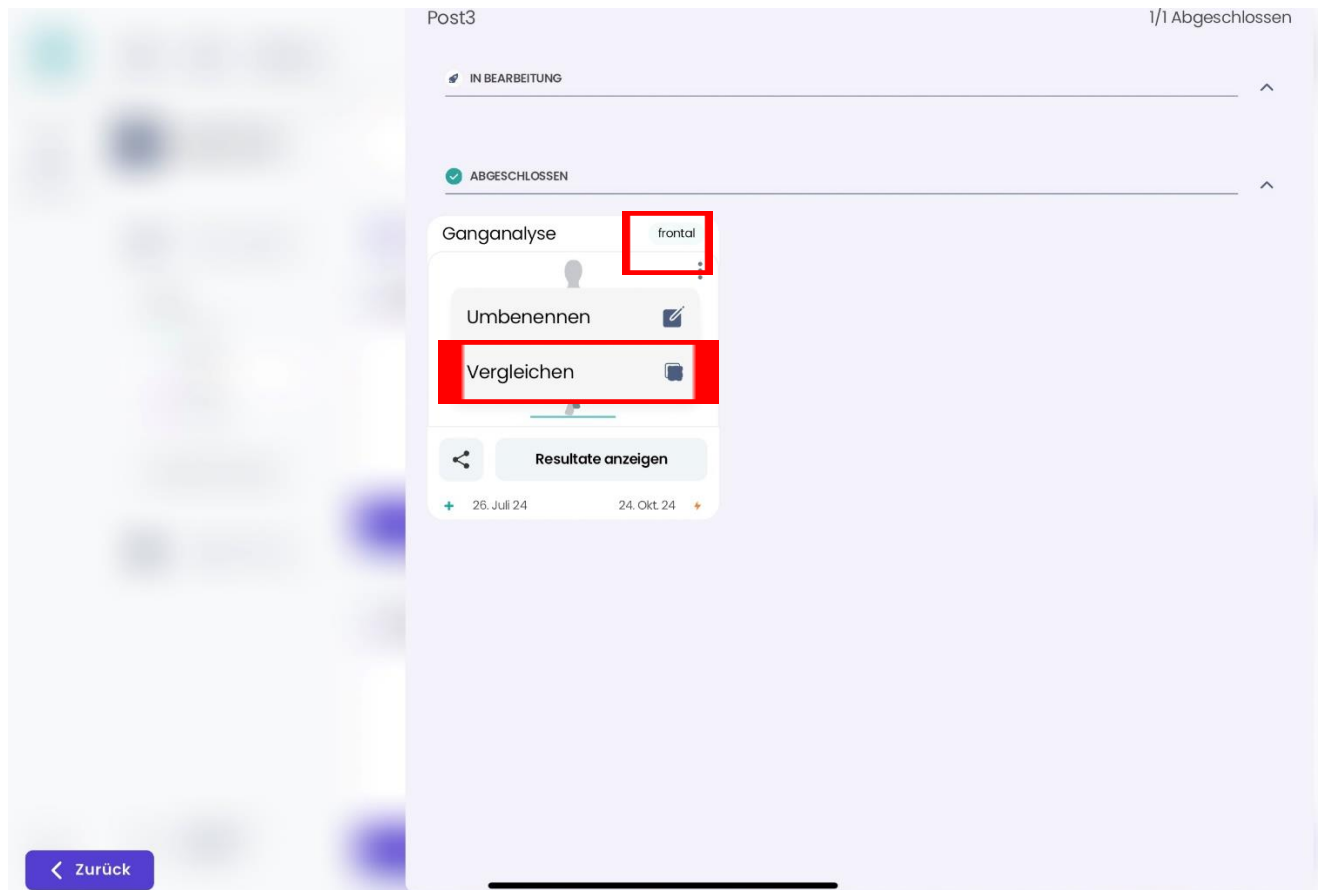 Post3
1/1 Abgeschlossen
IN BEARBEITUNG
ABGESCHLOSSEN
Ganganalyse
frontal
Umbenennen
Vergleichen
Resultate anzeigen
26. Juli 24
24. Okt. 24
Zurück